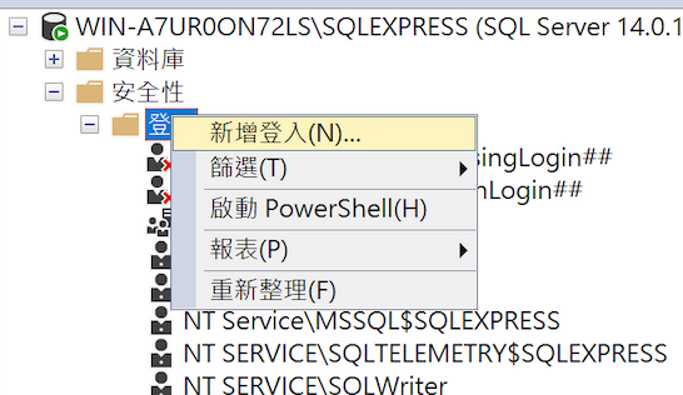 WIN-A7UR0ON72LS\SQLEXPRESS (SQL Server 14.0.1
資料庫
安全性
登
新增登入(N)...
singLogin##
篩選(T)
nLogin##
啟動 PowerShell(H)
報表(P)
重新整理(F)
NT Service\MSSQL$SQLEXPRESS
NT SERVICE\SQLTELEMETRY$SQLEXPRESS
NT SERVICE\SQLWriter